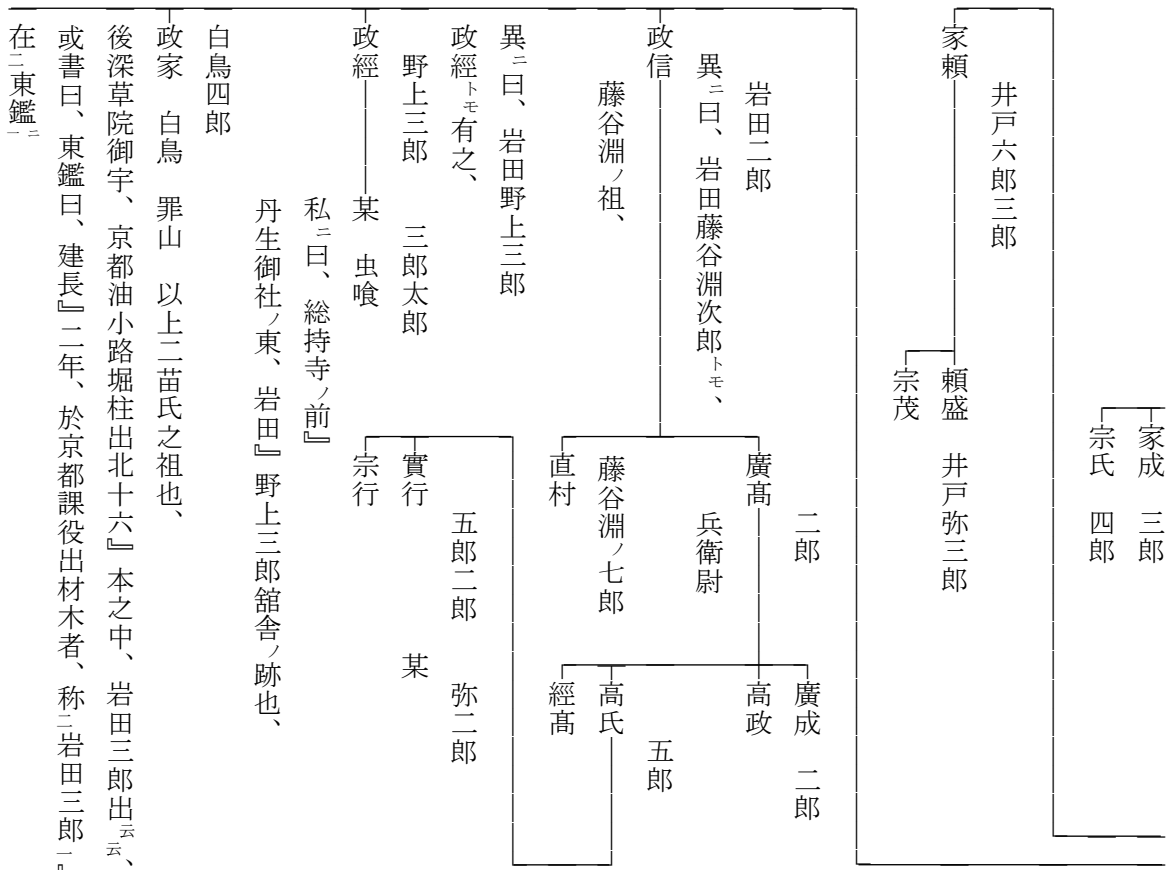 家成 三郎
宗氏 四郎
井戸六郎三郎
家頼
頼盛 井戸弥三郎
宗茂
岩田二郎
異ニ曰、岩田藤谷淵次郎トモ、
政信
藤谷淵ノ祖、
二郎
廣髙
兵衛尉
藤谷淵ノ七郎
直村
廣成 二郎
高政
五郎
高氏
經髙
異ニ曰、岩田野上三郎
政經トモ有之、
野上三郎 三郎太郎
政經 某 虫喰
私ニ曰、総持寺ノ前』
丹生御社ノ東、岩田』野上三郎舘舎ノ跡也、
五郎二郎 弥二郎
實行 某
宗行
白鳥四郎
政家 白鳥 罪山 以上二苗氏之祖也、
後深草院御宇、京都油小路堀柱出北十六』本之中、岩田三郎出云云、
或書曰、東鑑曰、建長』二年、於京都課役出材木者、称二岩田三郎一』
在二東鑑一ニ